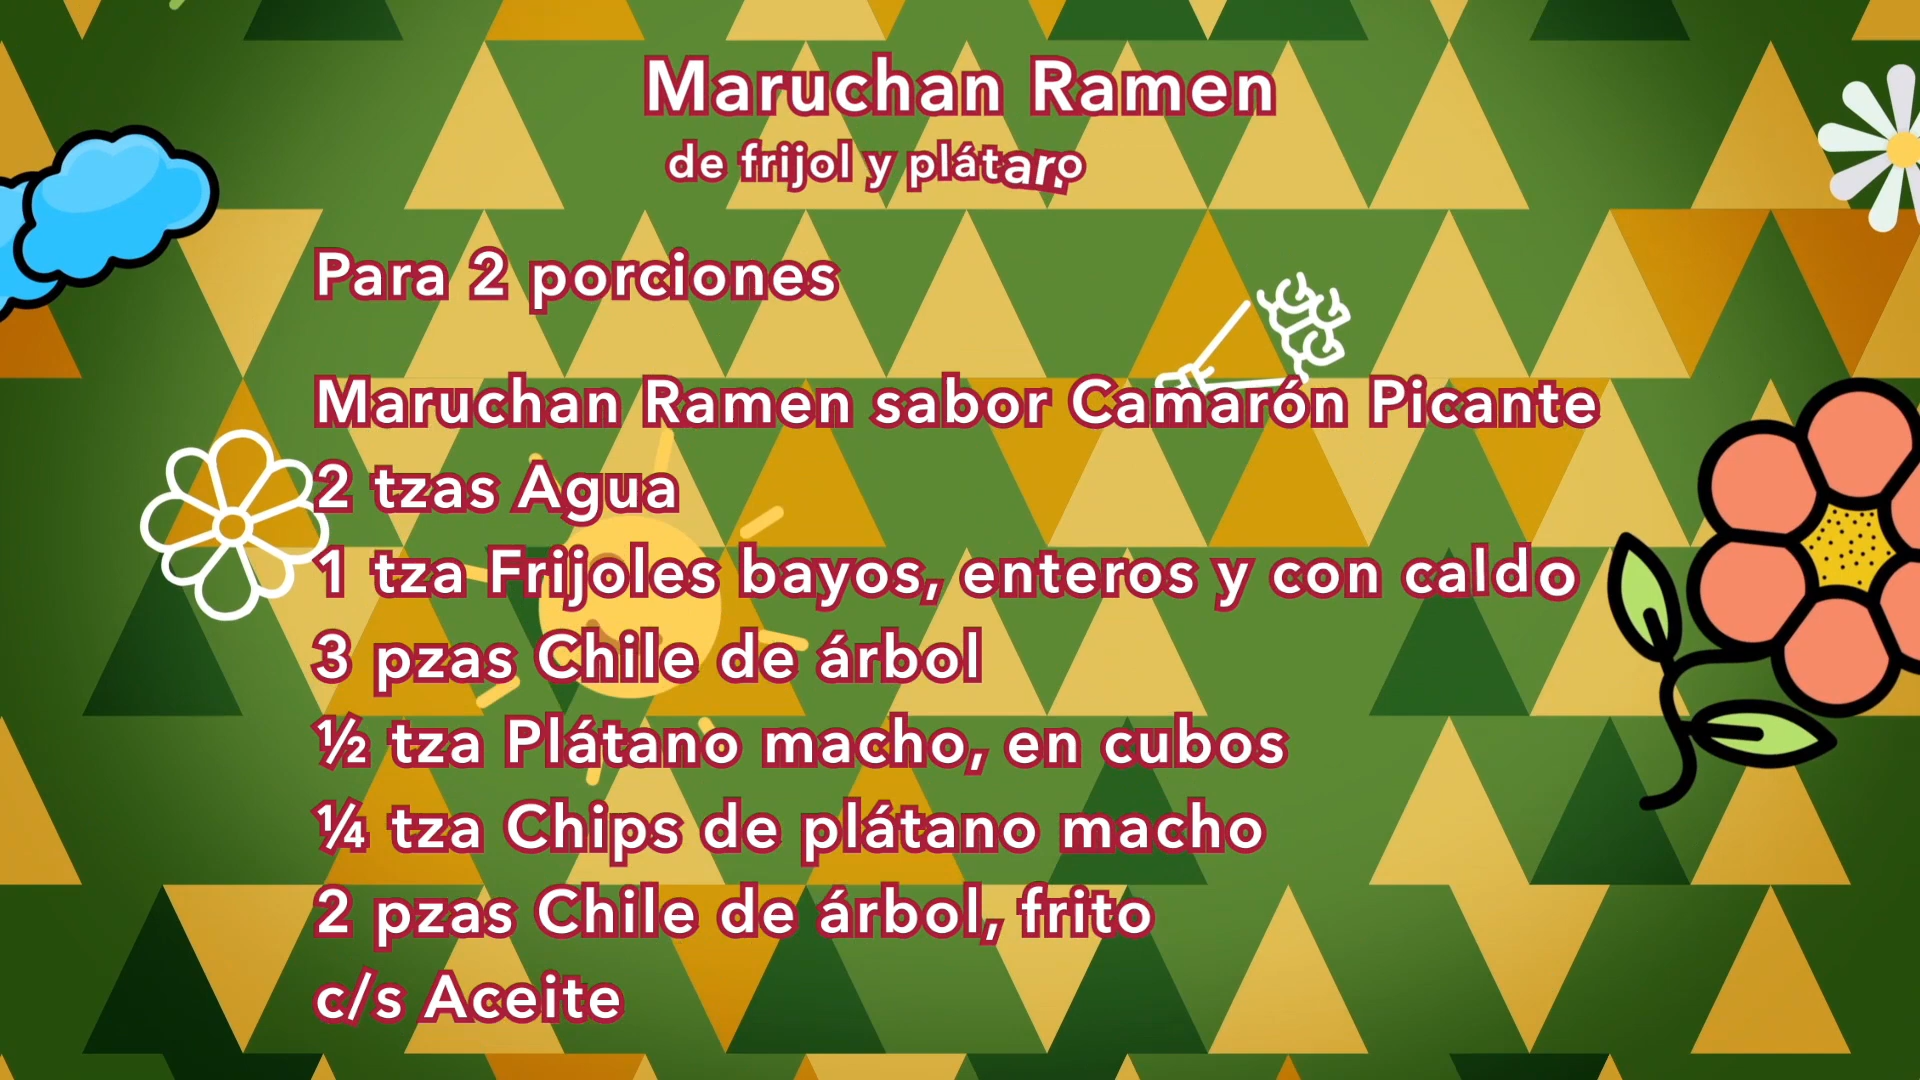 Maruchan Ramen
de frijol y plátano
Para 2 porciones
Maruchan Ramen sabor Camarón Picante
2 tzas Agua
1 tza Frijoles bayos, enteros y con caldo
3 pzas Chile de árbol
½ tza Plátano macho, en cubos
¼ tza Chips de plátano macho
2 pzas Chile de árbol, frito
c/s Aceite